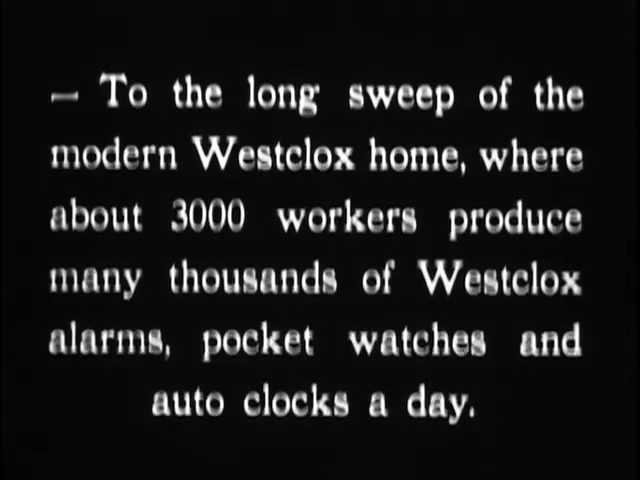 — To the long sweep of the
modern Westclox home, where
about 3000 workers produce
many thousands of Westclox
alarms, pocket watches and
auto clocks a day.